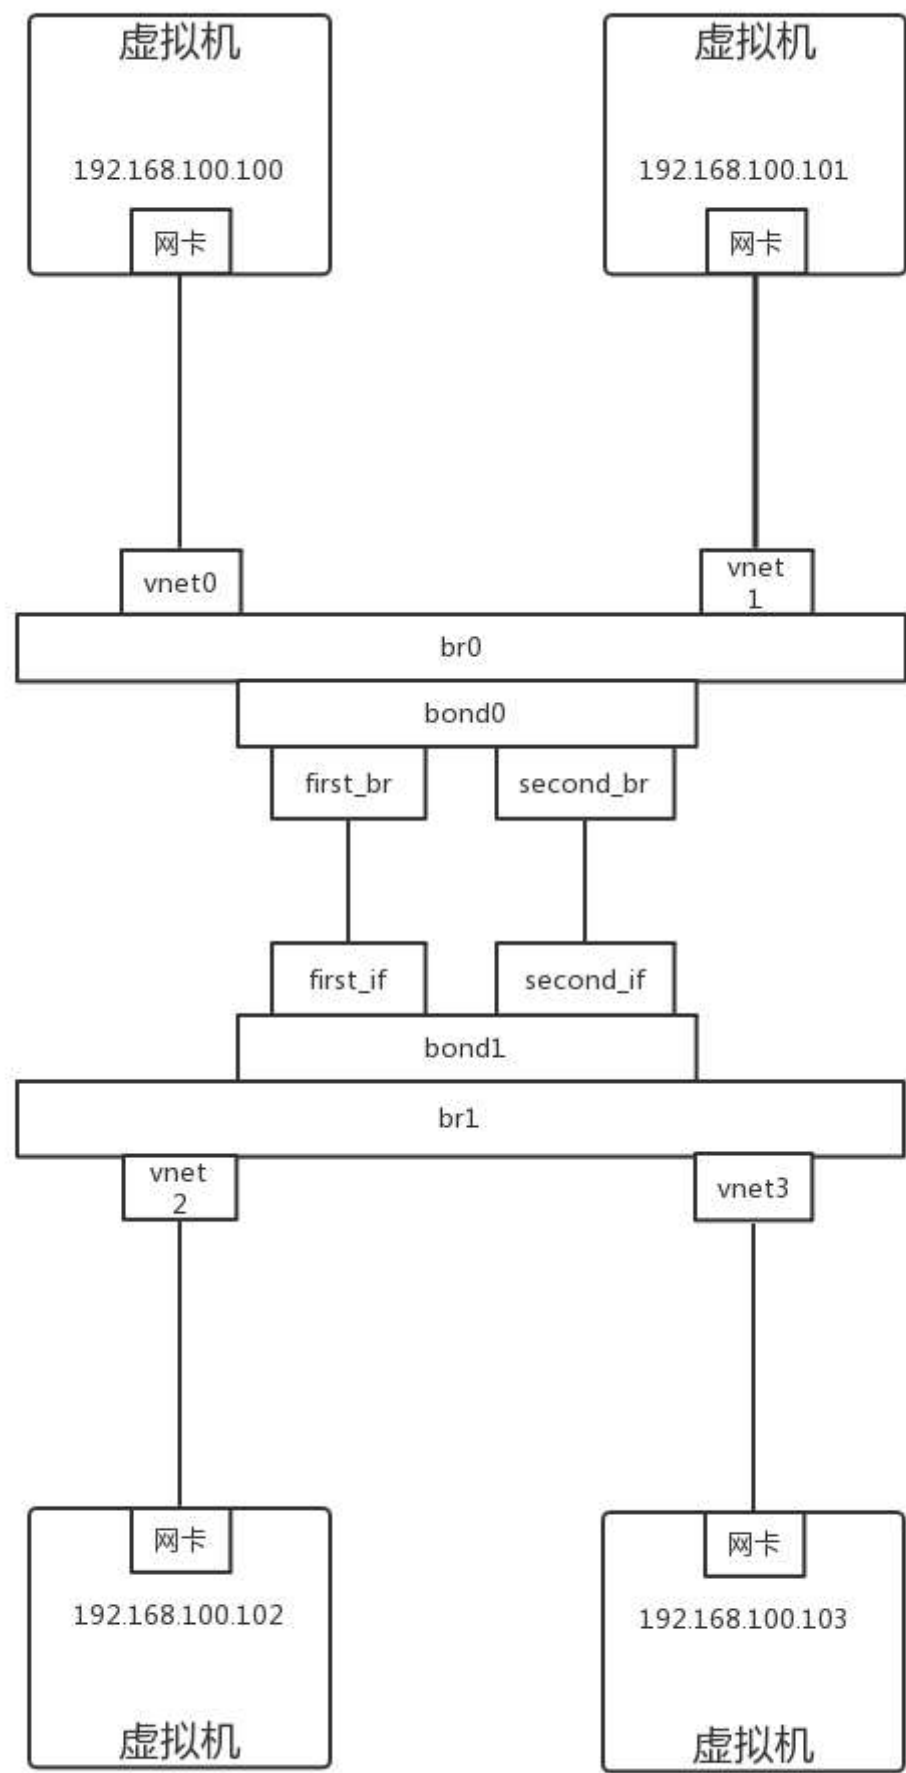 虚拟机
虚拟机
192.168.100.100
192.168.100.101
网卡
网卡
vnet0
vnet
1
br0
bond0
first_br
second_br
first_if
second_if
bond1
br1
vnet
2
vnet3
网卡
网卡
192.168.100.102
192.168.100.103
虚拟机
虚拟机